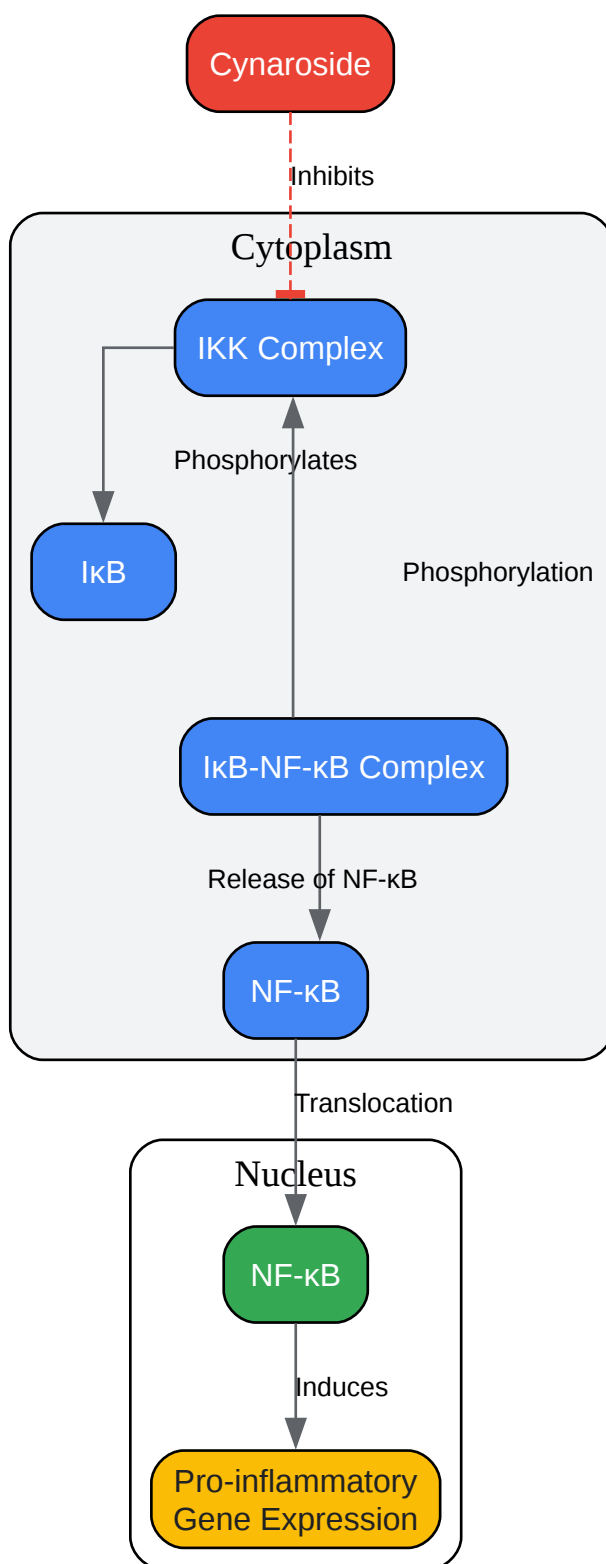 Cynaroside
Inhibits
Cytoplasm
IKK Complex
Phosphorylates
IκB
Phosphorylation
IκB-NF-κB Complex
Release of NF-κB
NF-κB
Translocation
Nucleus
NF-κB
Induces
Pro-inflammatory
Gene Expression